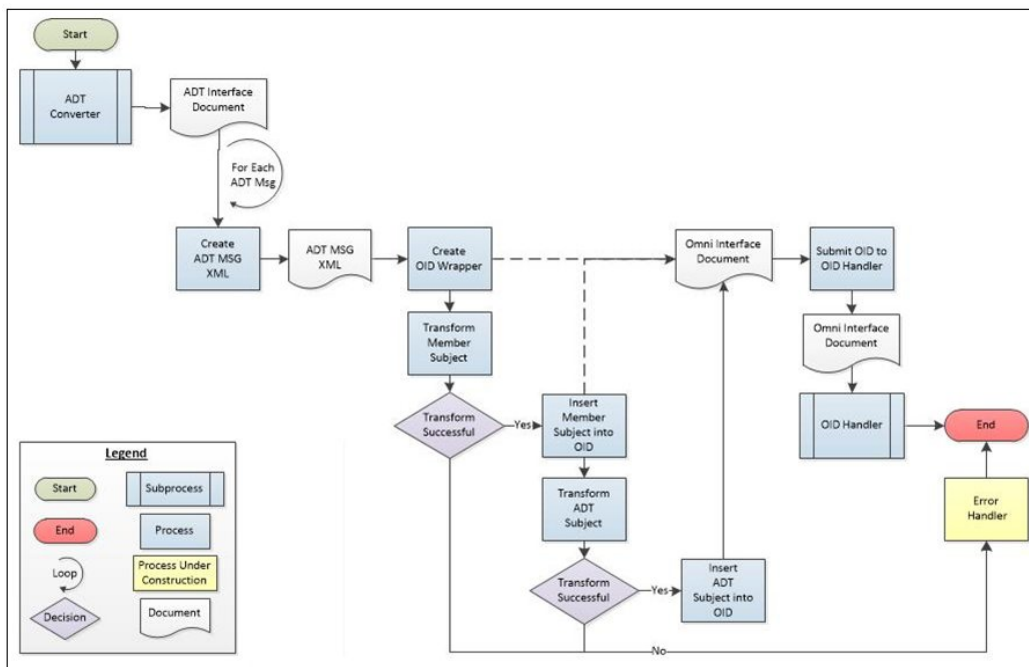 Start
ADT
Converter
ADT Interface
Document
For Each
ADT Msg
Create
ADT MSG
XML
ADT MSG
XML
Create
OID Wrapper
Omni Interface
Document
Submit OID to
OID Handler
Transform
Member
Subject
Omni Interface
Document
Transform
Successful
Yes
Insert
Member
Subject into
OID
OID Handler
End
Transform
ADT
Subject
Error
Handler
Transform
Successful
Yes
Insert
ADT
Subject into
OID
No
Legend
Start
Subprocess
End
Process
Loop
Process Under
Construction
Decision
Document